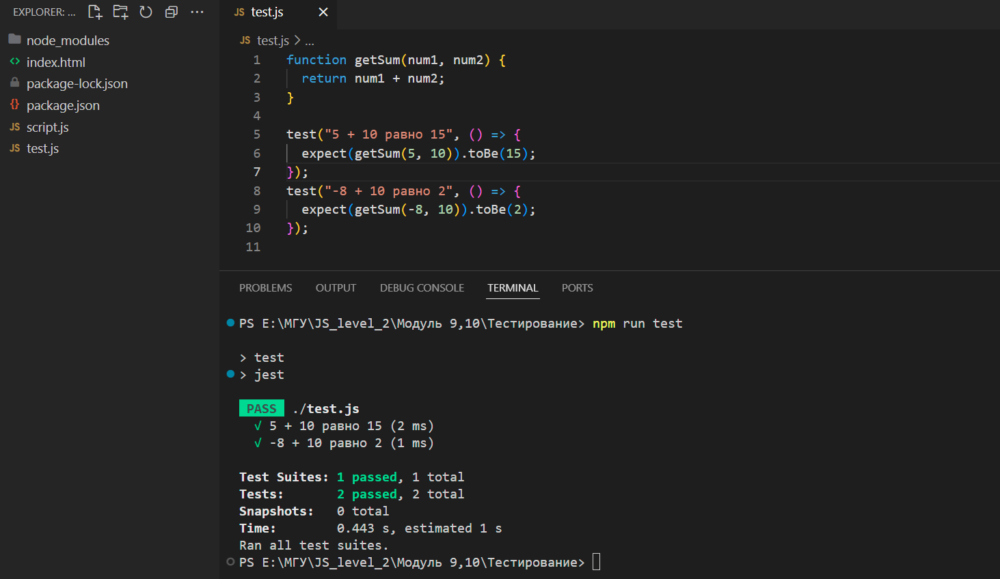 EXPLORER: ...
node_modules
index.html
package-lock.json
package.json
JS script.js
JS test.js
JS test.js
JS test.js > ...
1 function getSum(num1, num2) {
2 return num1 + num2;
3 }
4
5 test("5 + 10 равно 15", () => {
6 expect(getSum(5, 10)).toBe(15);
7 });
8 test("-8 + 10 равно 2", () => {
9 expect(getSum(-8, 10)).toBe(2);
10 });
11
PROBLEMS OUTPUT DEBUG CONSOLE TERMINAL PORTS
PS E:\МГУ\JS_level_2\Модуль 9,10\Тестирование> npm run test
> test
> jest
PASS ./test.js
√ 5 + 10 равно 15 (2 ms)
√ -8 + 10 равно 2 (1 ms)
Test Suites: 1 passed, 1 total
Tests: 2 passed, 2 total
Snapshots: 0 total
Time: 0.443 s, estimated 1 s
Ran all test suites.
PS E:\МГУ\JS_level_2\Модуль 9,10\Тестирование>